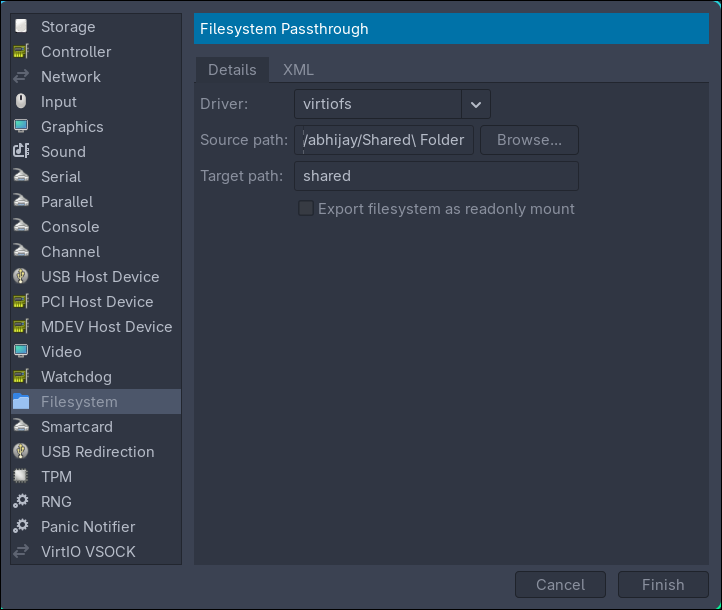 Storage
Controller
Network
Input
Graphics
Sound
Serial
Parallel
Console
Channel
USB Host Device
PCI Host Device
MDEV Host Device
Video
Watchdog
Filesystem
Smartcard
USB Redirection
TPM
RNG
Panic Notifier
VirtIO VSOCK
Filesystem Passthrough
Details XML
Driver: virtiofs
Source path: /abhijay/Shared\ Folder Browse...
Target path: shared
Export filesystem as readonly mount
Cancel Finish